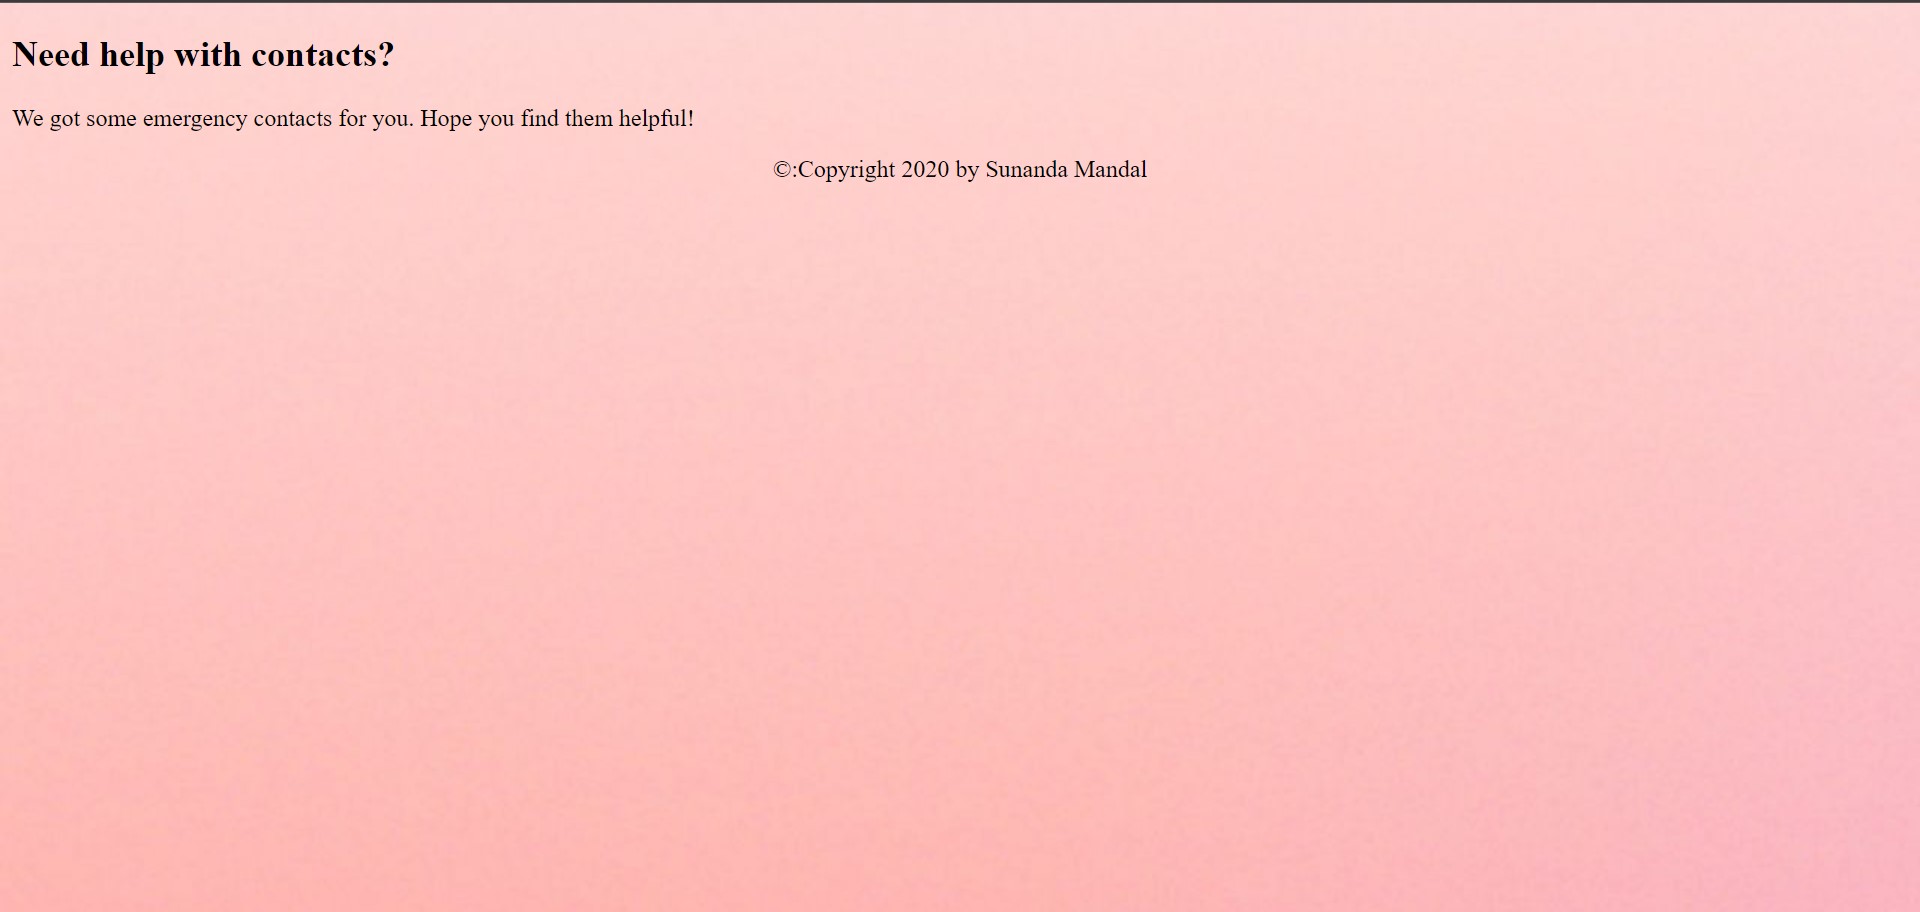 Need help with contacts?
We got some emergency contacts for you. Hope you find them helpful!
©:Copyright 2020 by Sunanda Mandal